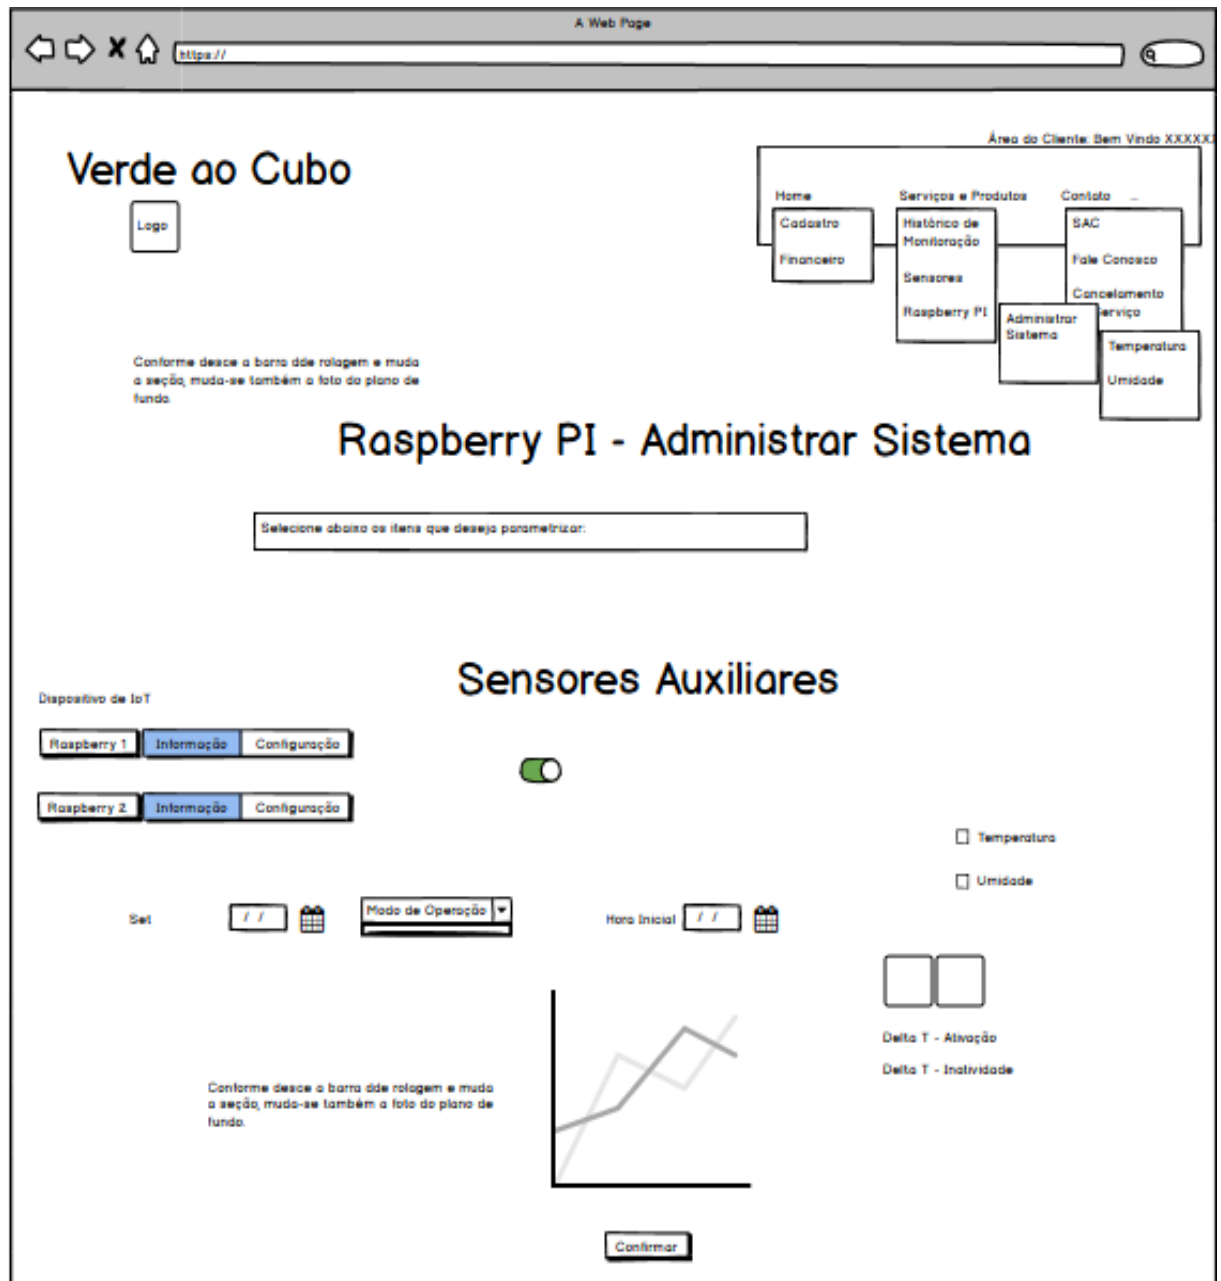 A Web Page
https://
Área do Cliente: Bem Vindo XXXXX
Verde ao Cubo
Logo
Home
Serviços e Produtos
Contato
...
Cadastro
Financeiro
Histórico de
Monitoração
Sensores
Raspberry PI
SAC
Fale Conosco
Cancelamento
Serviço
Administrar
Sistema
Temperatura
Umidade
Conforme desce a barra dde rolagem e muda
a seção, muda-se também a foto do plano de
fundo.
Raspberry PI - Administrar Sistema
Selecione abaixo os itens que deseja parametrizar:
Sensores Auxiliares
Dispositivo de IoT
Raspberry 1 Informação Configuração
Raspberry 2 Informação Configuração
Temperatura
Umidade
Set
/ /
Modo de Operação
Hora Inicial
/ /
Delta T - Ativação
Delta T - Inatividade
Conforme desce a barra dde rolagem e muda
a seção, muda-se também a foto do plano de
fundo.
Confirmar